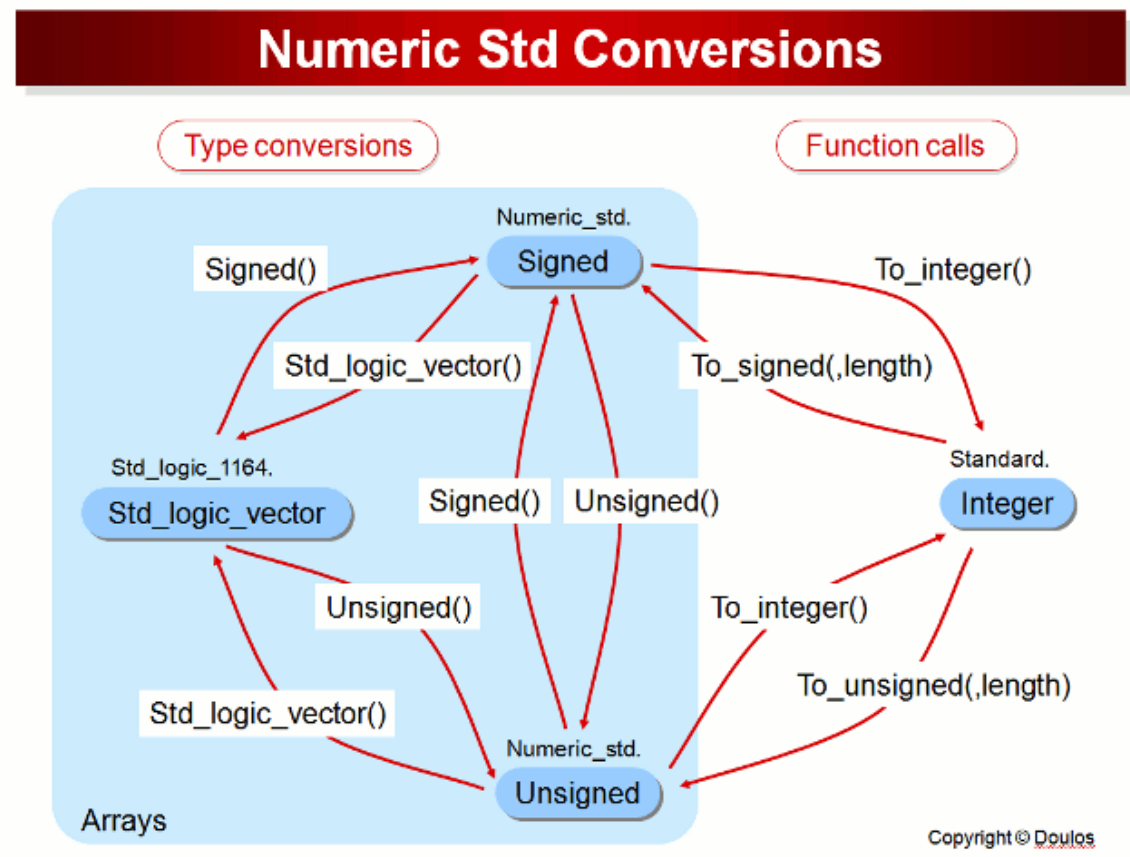 Numeric Std Conversions
Type conversions
Function calls
Numeric_std.
Signed
Signed()
To_integer()
Std_logic_vector()
To_signed(,length)
Std_logic_1164.
Std_logic_vector
Signed()
Unsigned()
Standard.
Integer
Unsigned()
To_integer()
Std_logic_vector()
To_unsigned(,length)
Numeric_std.
Unsigned
Arrays
Copyright © Doulos